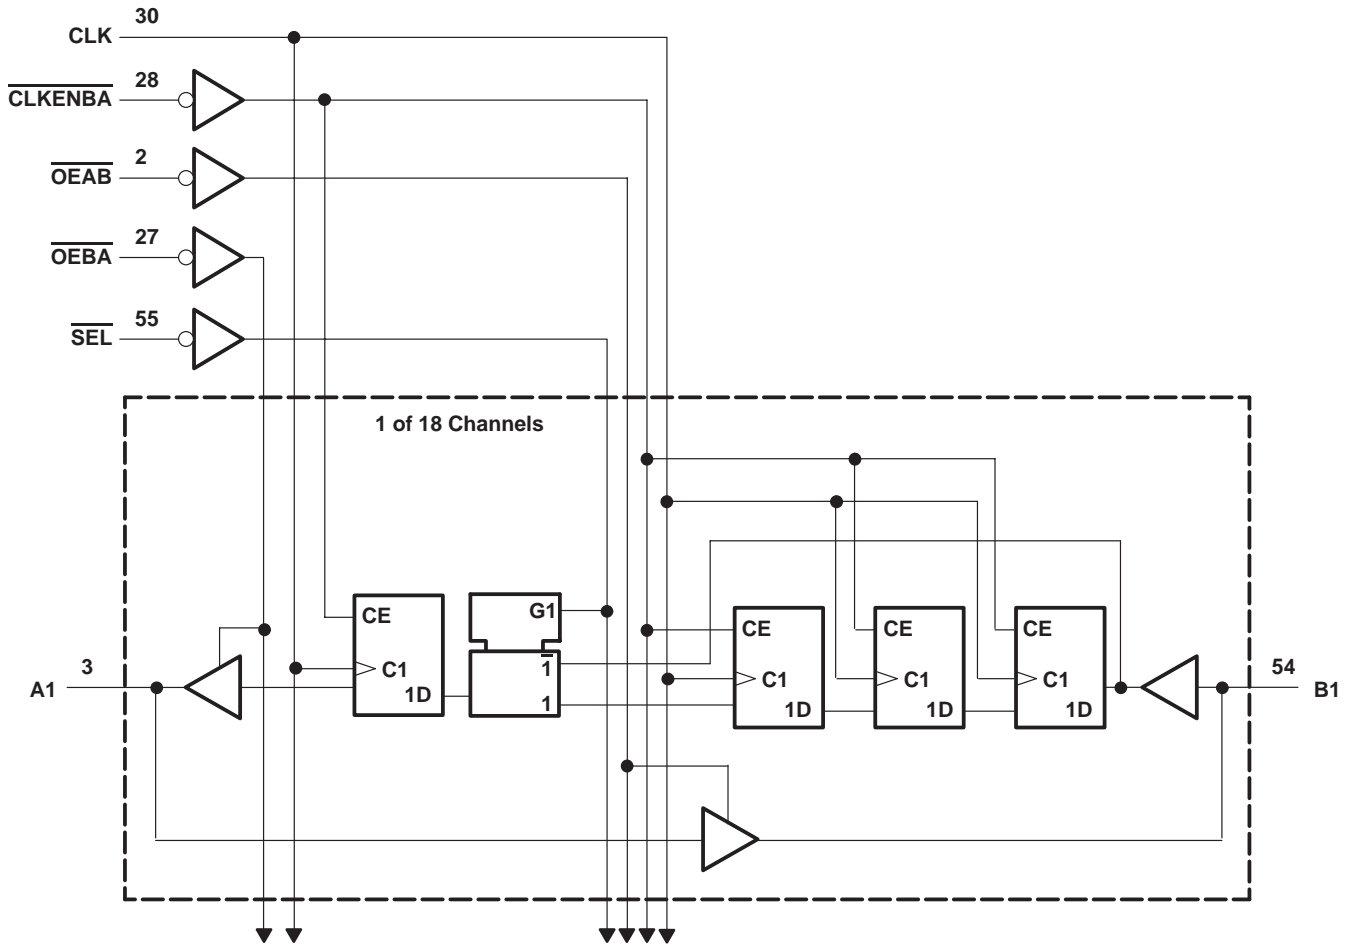 30
CLK
28
CLKENBA
2
OEAB
27
OEBA
55
SEL
1 of 18 Channels
CE
C1
1D
G1
1
1
CE
C1
1D
CE
C1
1D
CE
C1
1D
3
A1
54
B1